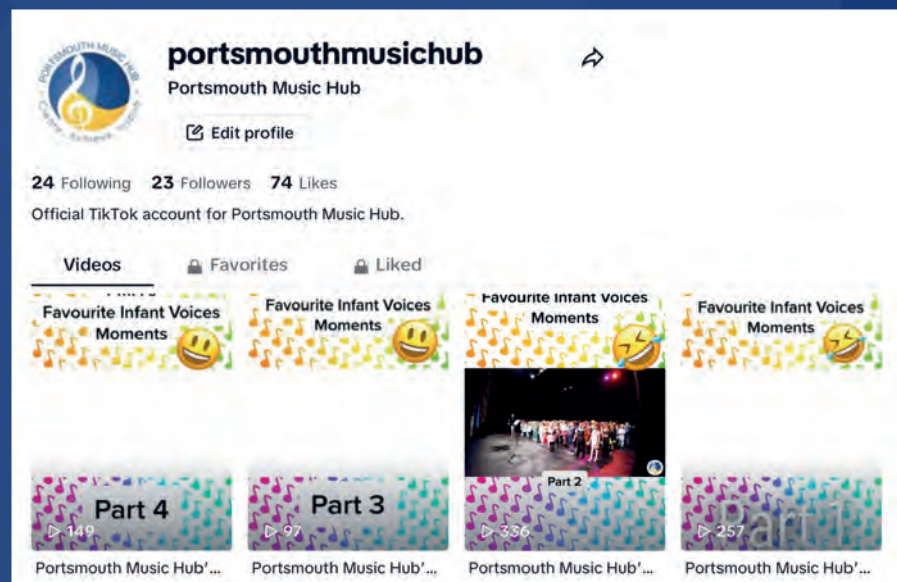 PORTSMOUTH MUSIC HUB
portsmouthmusichub
Portsmouth Music Hub
Edit profile
24 Following 23 Followers 74 Likes
Official TikTok account for Portsmouth Music Hub.
Videos Favorites Liked
Favourite Infant Voices
Moments
Part 4
149
Portsmouth Music Hub'...
Favourite Infant Voices
Moments
Part 3
97
Portsmouth Music Hub'...
Favourite Infant Voices
Moments
Part 2
336
Portsmouth Music Hub'...
Favourite Infant Voices
Moments
Part 1
257
Portsmouth Music Hub'...